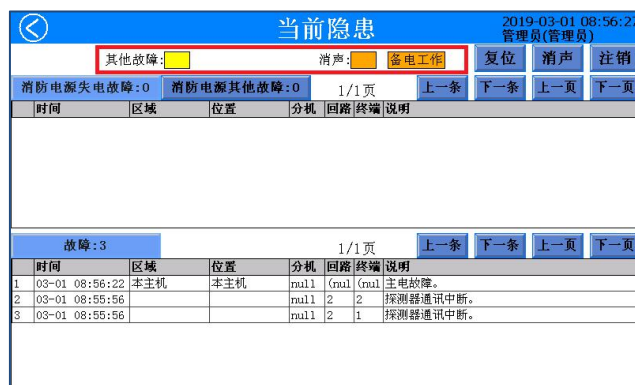 当前隐患
2019-03-01 08:56:27
管理员(管理员)
其他故障: 消声: 备电工作 复位 消声 注销
消防电源失电故障:0 消防电源其他故障:0 1/1页 上一条 下一条 上一页 下一页
时间 区域 位置 分机 回路 终端 说明
故障:3 1/1页 上一条 下一条 上一页 下一页
时间 区域 位置 分机 回路 终端 说明
1 03-01 08:56:22 本主机 本主机 null (nul (nul 主电故障。
2 03-01 08:55:56 null 2 2 探测器通讯中断。
3 03-01 08:55:56 null 2 1 探测器通讯中断。